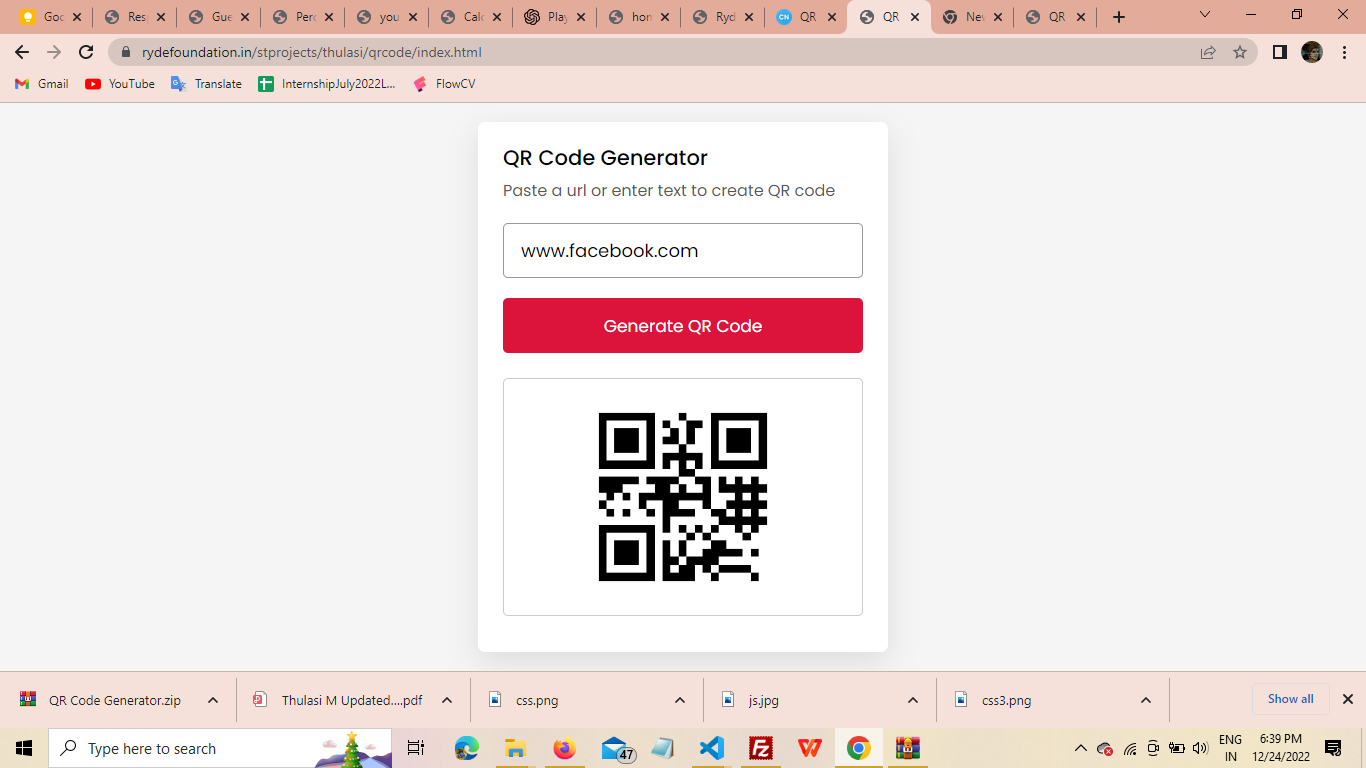 Goo
Resp
Gue
Perc
you
Calc
Play
hon
Ryd
CN
QR
QR
Nev
QR
rydefoundation.in/stprojects/thulasi/qrcode/index.html
Gmail
YouTube
Translate
InternshipJuly2022L...
FlowCV
QR Code Generator
Paste a url or enter text to create QR code
www.facebook.com
Generate QR Code
QR Code Generator.zip
Thulasi M Updated....pdf
css.png
js.jpg
css3.png
Show all
Type here to search
47
ENG
IN
6:39 PM
12/24/2022